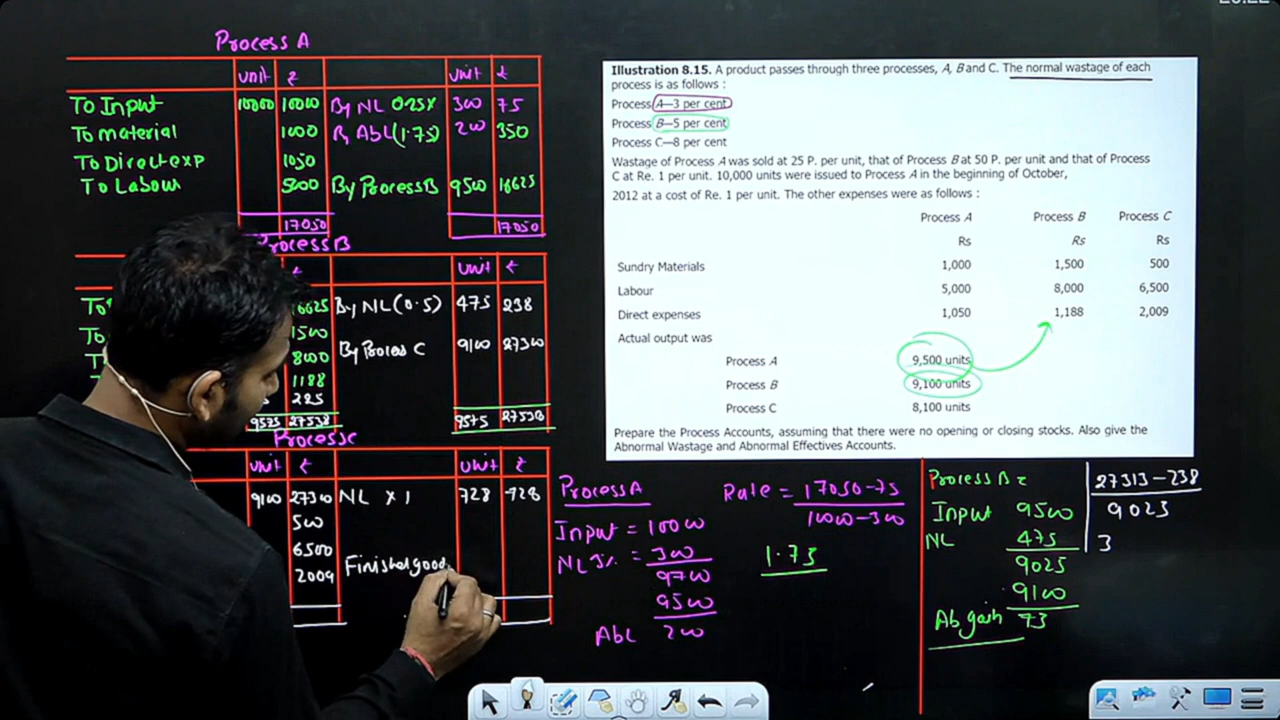 Process A
unit ₹ unit ₹
To Input 10000 10000 By NL 0.25x 300 75
To material 1000 By AbL (1.75) 200 350
To Direct exp 1050
To Labour 5000 By Process B 9500 16625
17050 17050
rocess B
₹ unit ₹
To 16625 By NL (0.5) 475 238
To 1500
8000 By Process C 9100 27300
1188
225
9575 27538 9575 27538
Process C
unit ₹ unit ₹
9100 27300 NL x 1 728 728
500
6500
2009 Finished good
Illustration 8.15. A product passes through three processes, A, B and C. The normal wastage of each
process is as follows :
Process A—3 per cent
Process B—5 per cent
Process C—8 per cent
Wastage of Process A was sold at 25 P. per unit, that of Process B at 50 P. per unit and that of Process
C at Re. 1 per unit. 10,000 units were issued to Process A in the beginning of October,
2012 at a cost of Re. 1 per unit. The other expenses were as follows :
Process A Process B Process C
Rs Rs Rs
Sundry Materials 1,000 1,500 500
Labour 5,000 8,000 6,500
Direct expenses 1,050 1,188 2,009
Actual output was
Process A 9,500 units
Process B 9,100 units
Process C 8,100 units
Prepare the Process Accounts, assuming that there were no opening or closing stocks. Also give the
Abnormal Wastage and Abnormal Effectives Accounts.
Process A
Input = 10000
NL 3% = 300
9700
9500
AbL 200
Rate = 17050-75
10000-300
1.75
Process B =
Input 9500
NL 475
9025
9100
Ab gain 75
27313-238
9025
3